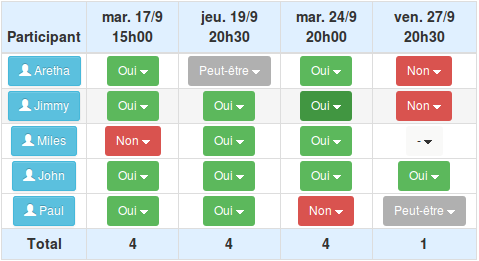 Participant mar. 17/9 15h00 jeu. 19/9 20h30 mar. 24/9 20h00 ven. 27/9 20h30
Aretha Oui Peut-être Oui Non
Jimmy Oui Oui Oui Non
Miles Non Oui Oui -
John Oui Oui Oui Oui
Paul Oui Oui Non Peut-être
Total 4 4 4 1